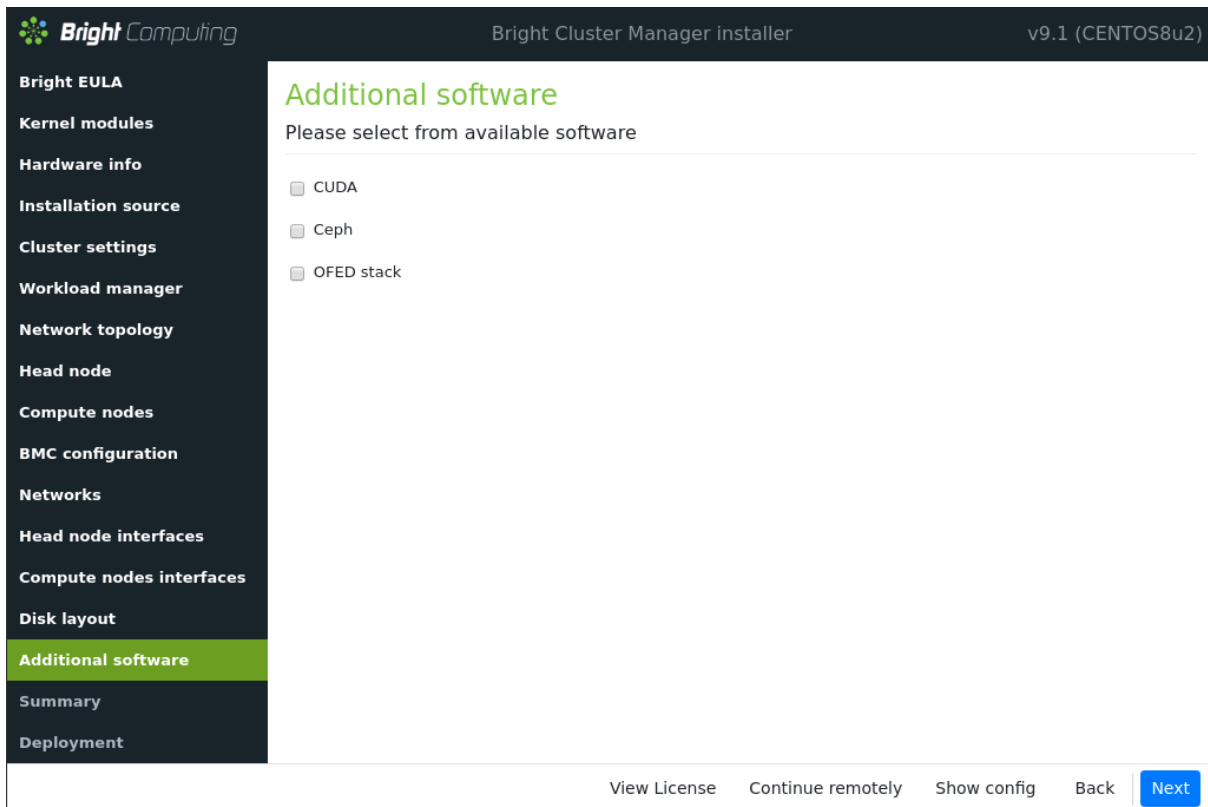 Bright Computing
Bright Cluster Manager installer
v9.1 (CENTOS8u2)
Bright EULA
Kernel modules
Hardware info
Installation source
Cluster settings
Workload manager
Network topology
Head node
Compute nodes
BMC configuration
Networks
Head node interfaces
Compute nodes interfaces
Disk layout
Additional software
Summary
Deployment
Additional software
Please select from available software
CUDA
Ceph
OFED stack
View License
Continue remotely
Show config
Back
Next